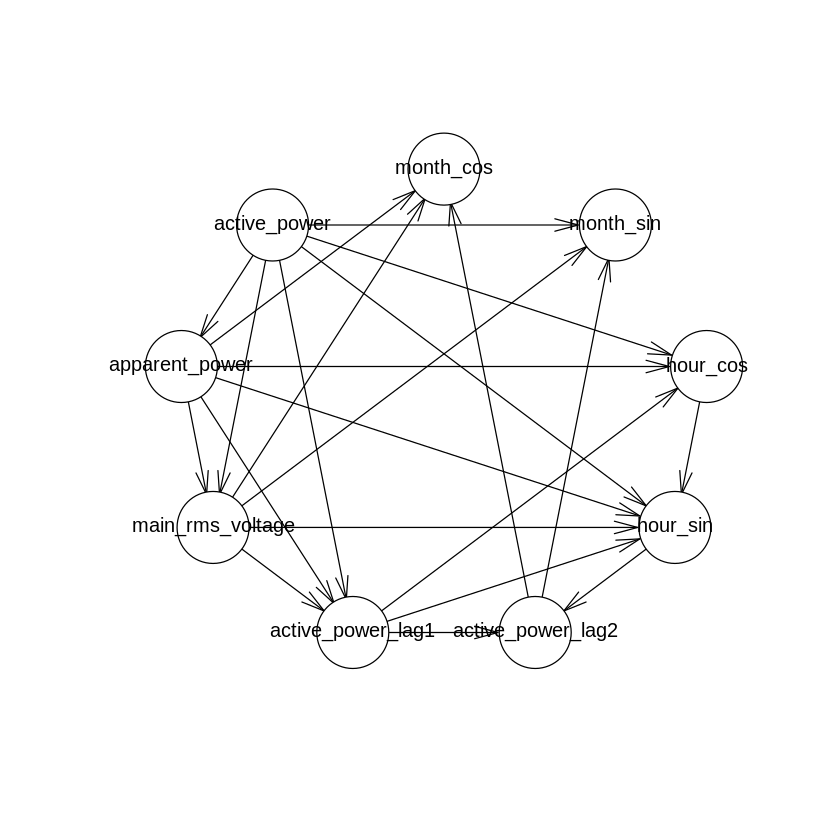 month_cos
active_power
month_sin
apparent_power
hour_cos
main_rms_voltage
hour_sin
active_power_lag1
active_power_lag2